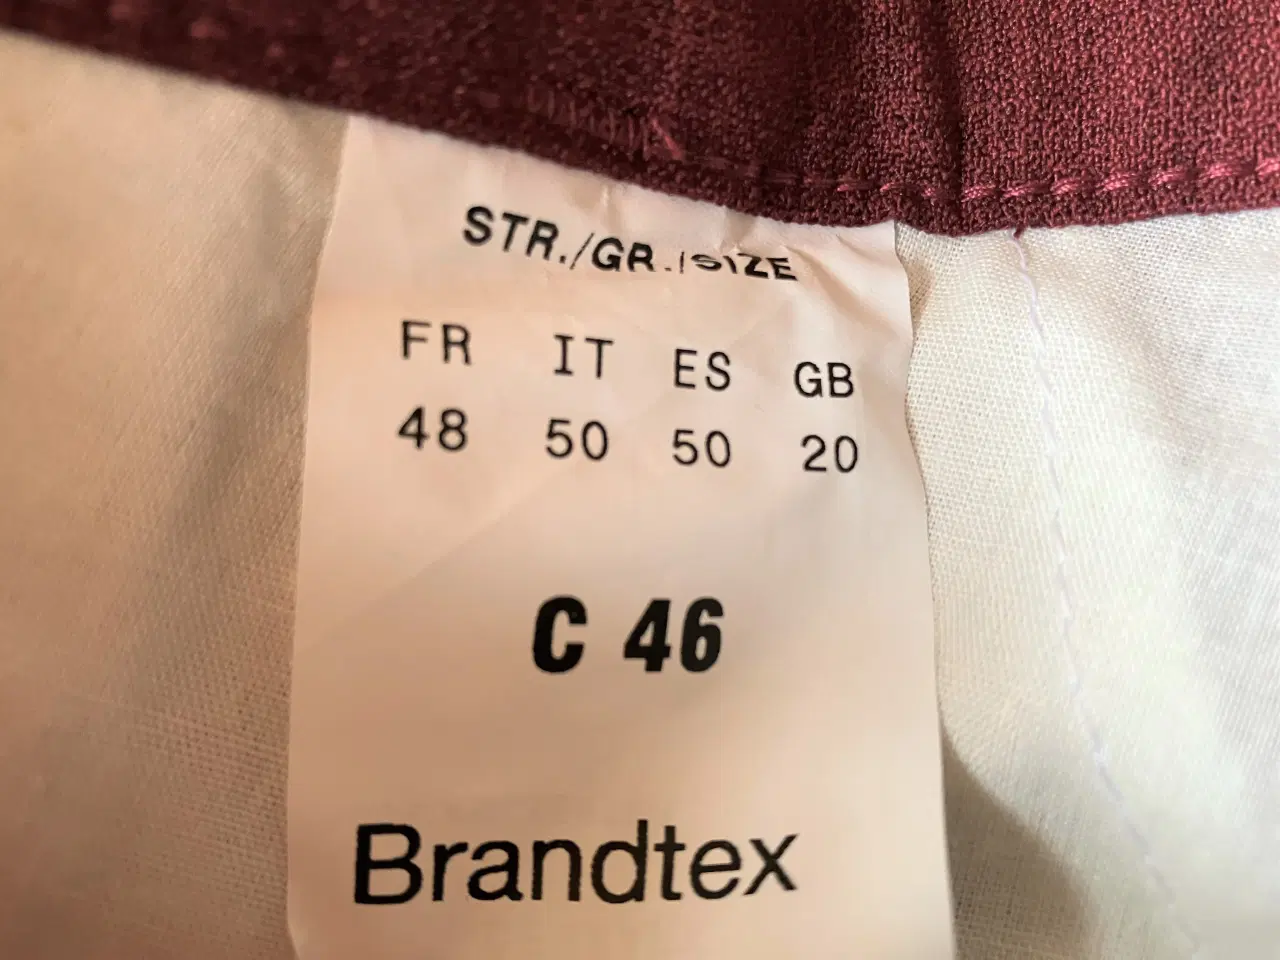 STR./GR./SIZE
FR IT ES GB
48 50 50 20
C 46
Brandtex